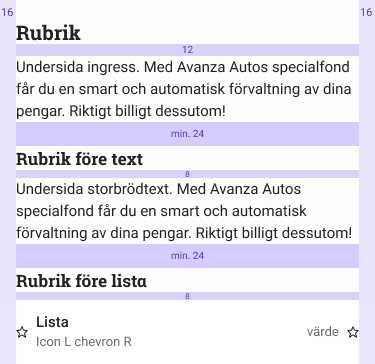 16
16
Rubrik
12
Undersida ingress. Med Avanza Autos specialfond
får du en smart och automatisk förvaltning av dina
pengar. Riktigt billigt dessutom!
min. 24
Rubrik före text
8
Undersida storbrödtext. Med Avanza Autos
specialfond får du en smart och automatisk
förvaltning av dina pengar. Riktigt billigt dessutom!
min. 24
Rubrik före lista
8
Lista
värde
Icon L chevron R